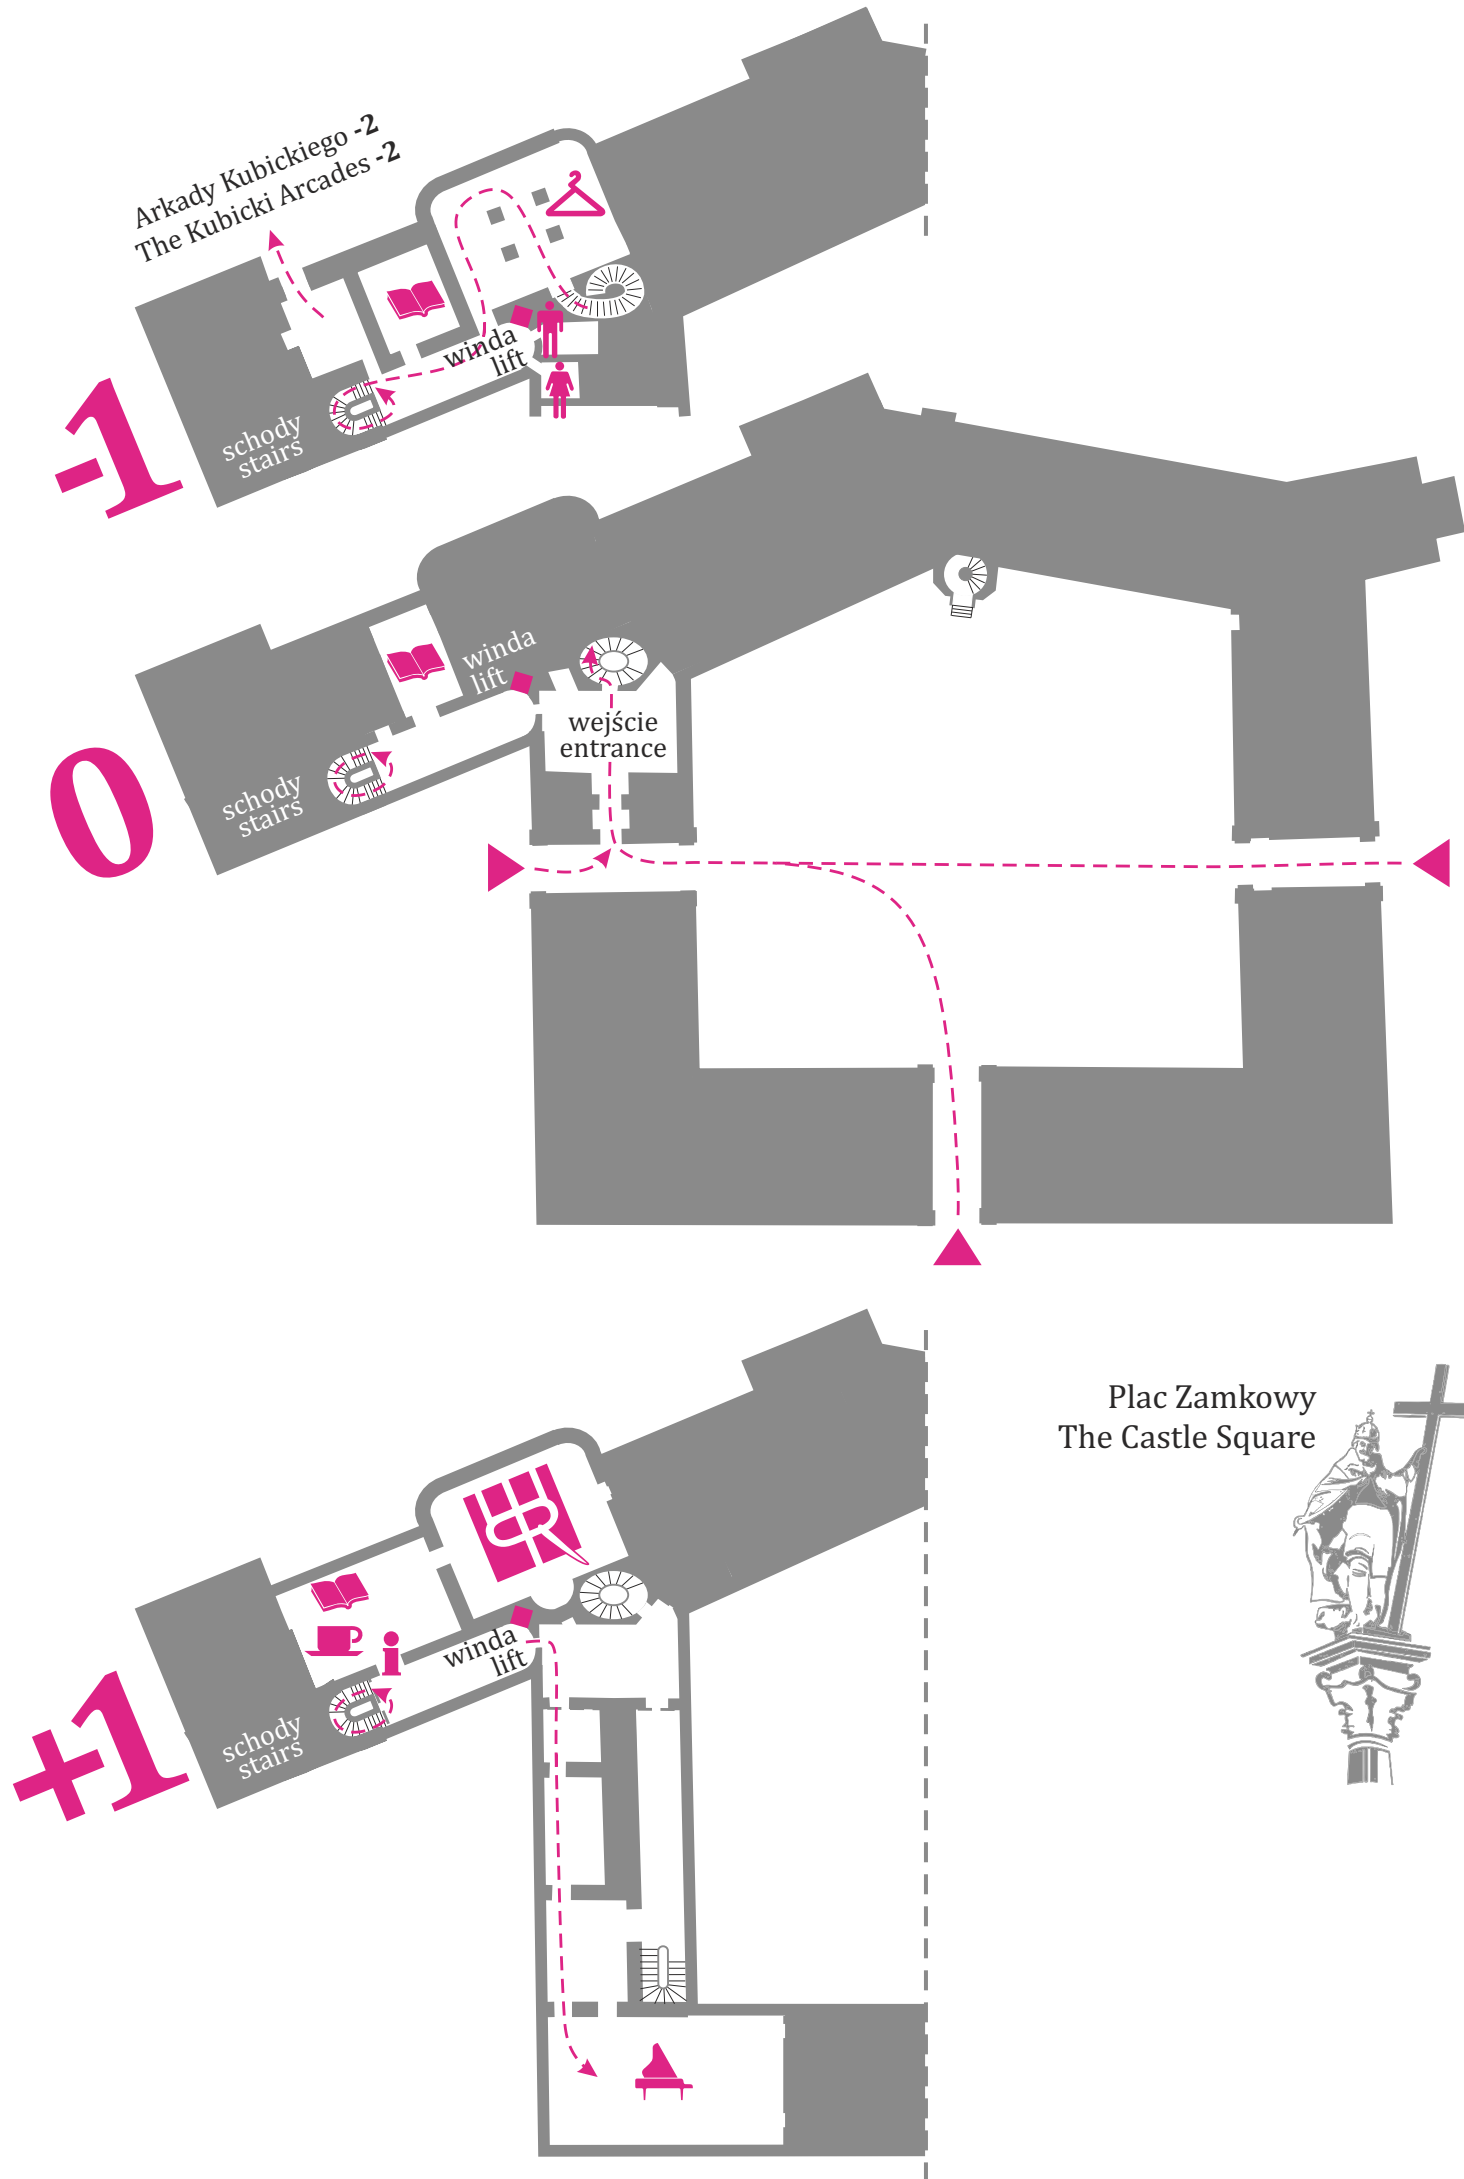 Arkady Kubickiego -2
The Kubicki Arcades -2
winda
lift
schody
stairs
-1
winda
lift
wejście
entrance
schody
stairs
0
Plac Zamkowy
The Castle Square
winda
lift
schody
stairs
+1